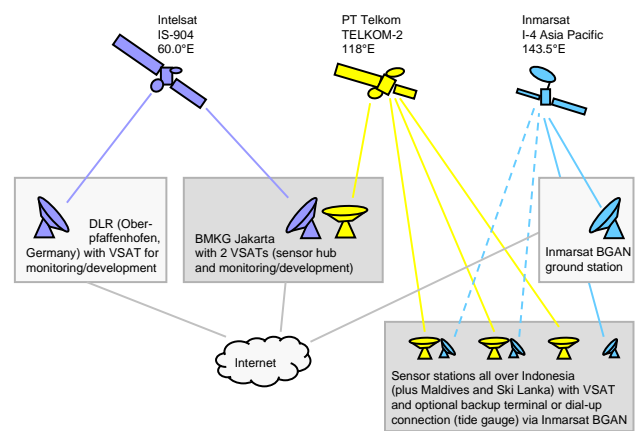 Intelsat
IS-904
60.0°E
PT Telkom
TELKOM-2
118°E
Inmarsat
I-4 Asia Pacific
143.5°E
DLR (Ober-
pfaffenhofen,
Germany) with VSAT for
monitoring/development
BMKG Jakarta
with 2 VSATs (sensor hub
and monitoring/development)
Inmarsat BGAN
ground station
Internet
Sensor stations all over Indonesia
(plus Maldives and Ski Lanka) with VSAT
and optional backup terminal or dial-up
connection (tide gauge) via Inmarsat BGAN